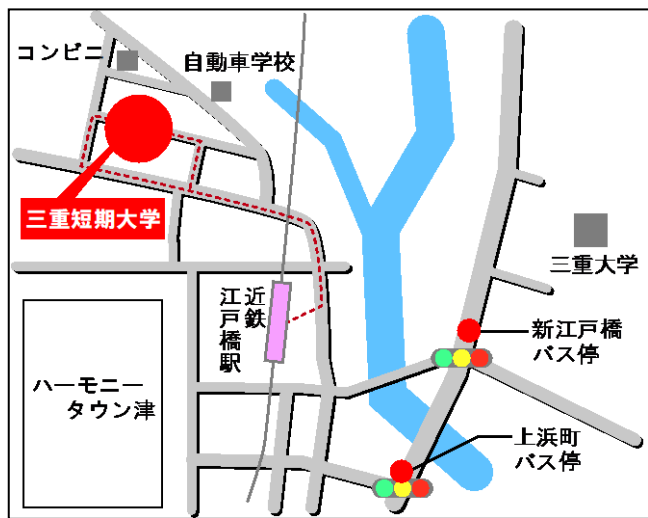 コンビニ
自動車学校
三重短期大学
三重大学
近鉄
江戸橋駅
新江戸橋
バス停
ハーモニー
タウン津
上浜町
バス停